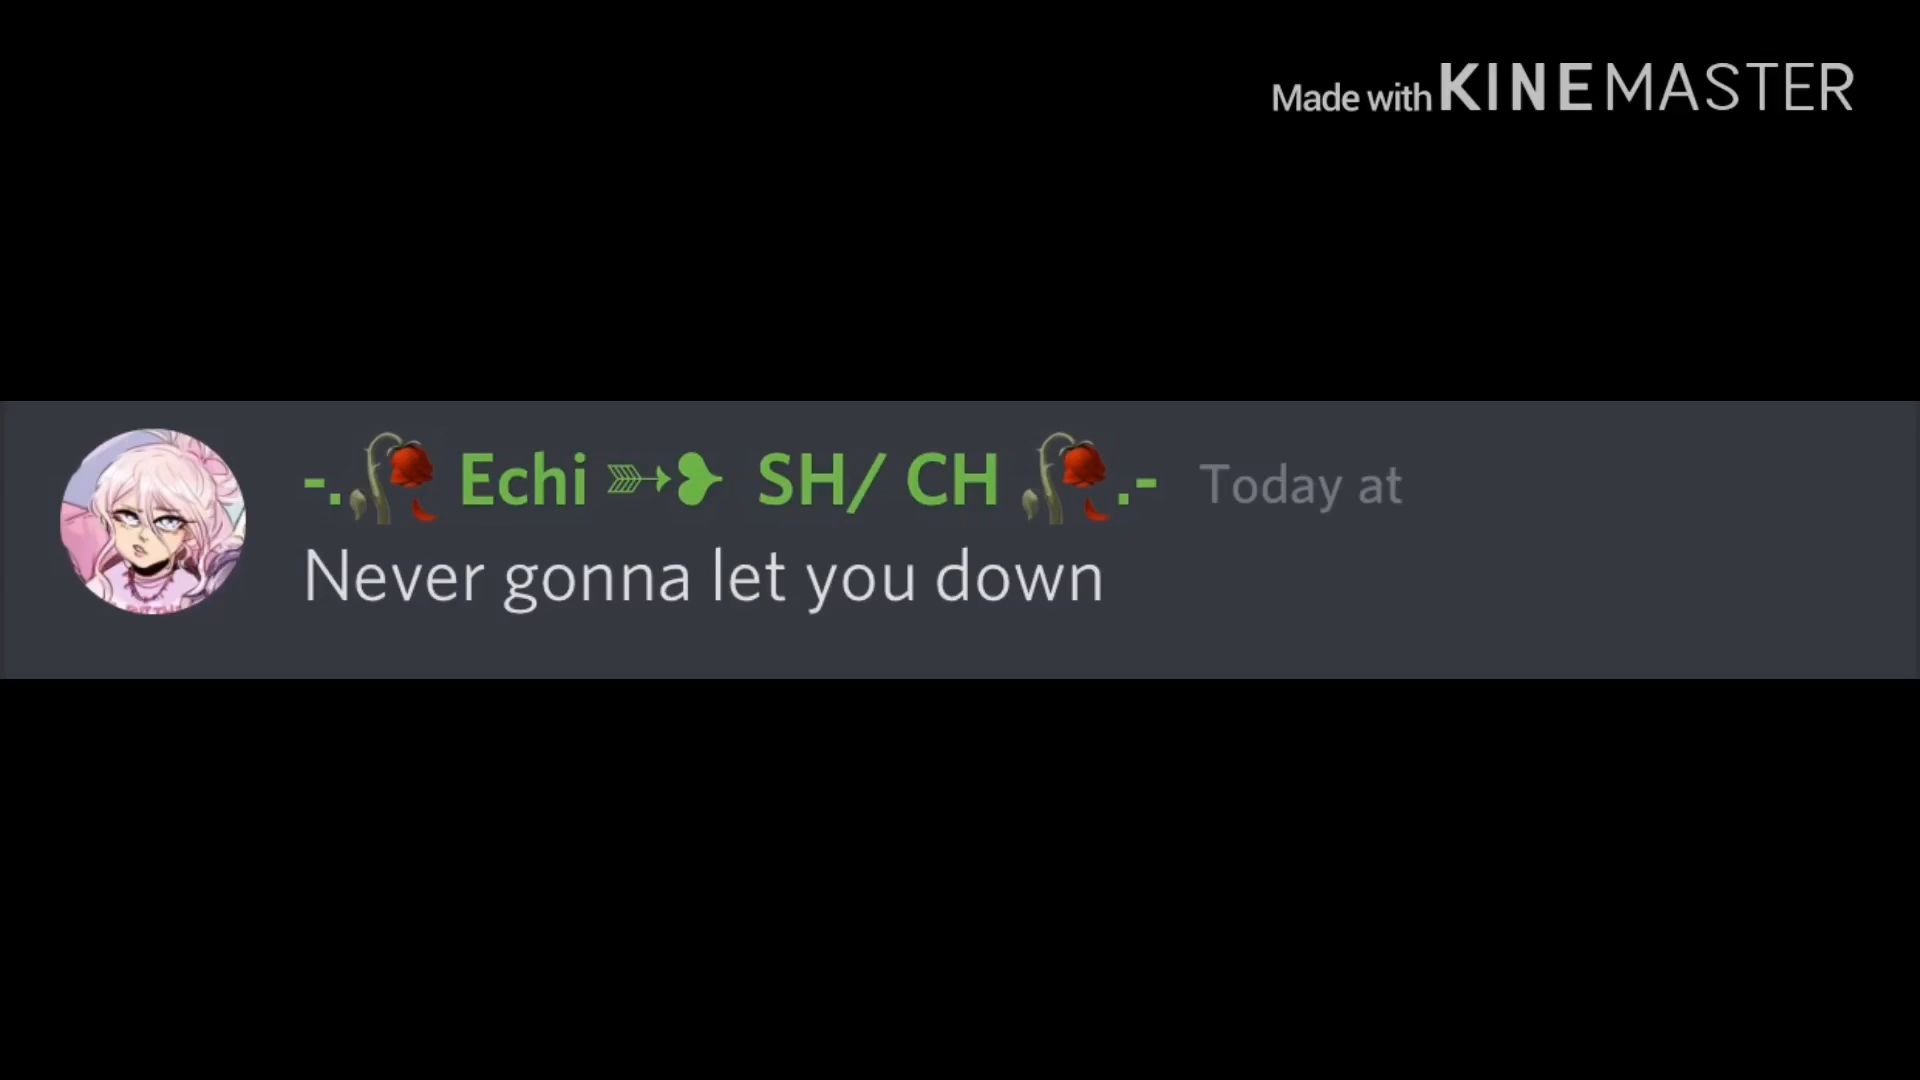 Made with KINEMASTER
-.🥀 Echi ➳❥ SH/ CH 🥀.- Today at
Never gonna let you down